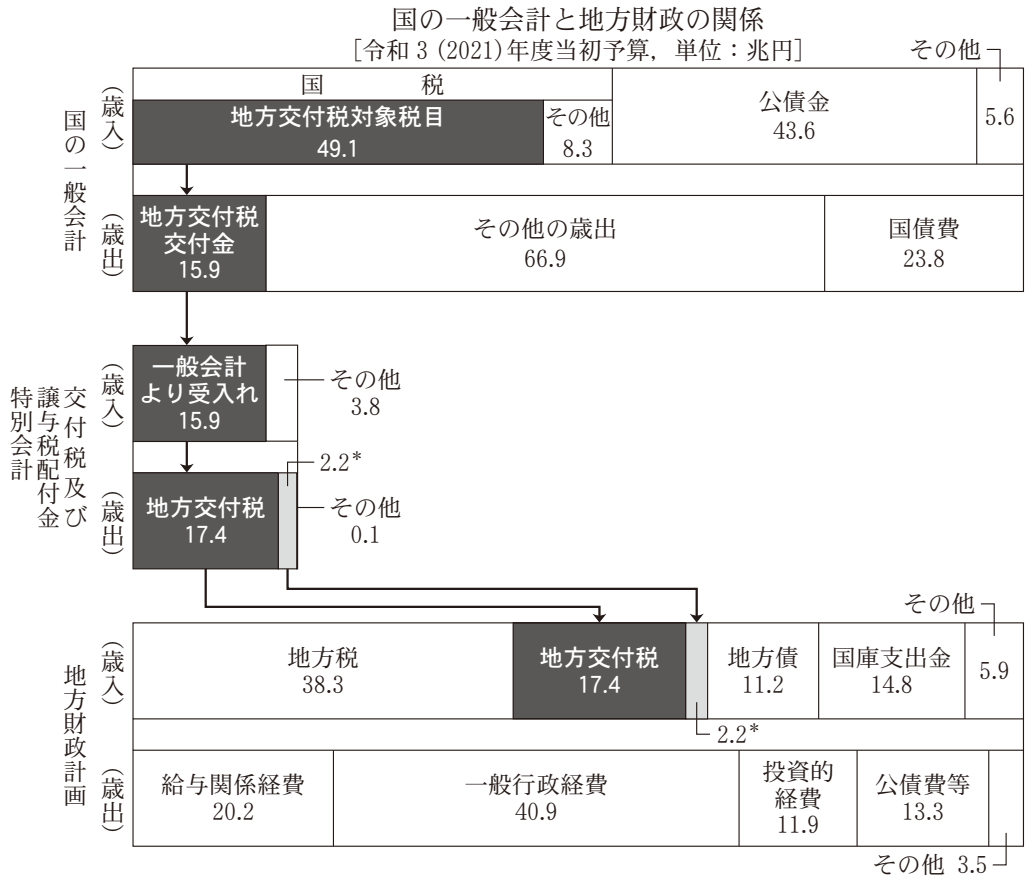 国の一般会計と地方財政の関係
[令和3(2021)年度当初予算，単位：兆円]
国の一般会計
(歳入)
国　税
地方交付税対象税目
49.1
その他
8.3
公債金
43.6
その他
5.6
(歳出)
地方交付税
交付金
15.9
その他の歳出
66.9
国債費
23.8
交付税及び
譲与税配付金
特別会計
(歳入)
一般会計
より受入れ
15.9
その他
3.8
(歳出)
地方交付税
17.4
2.2*
その他
0.1
地方財政計画
(歳入)
地方税
38.3
地方交付税
17.4
2.2*
地方債
11.2
国庫支出金
14.8
その他
5.9
(歳出)
給与関係経費
20.2
一般行政経費
40.9
投資的
経費
11.9
公債費等
13.3
その他 3.5